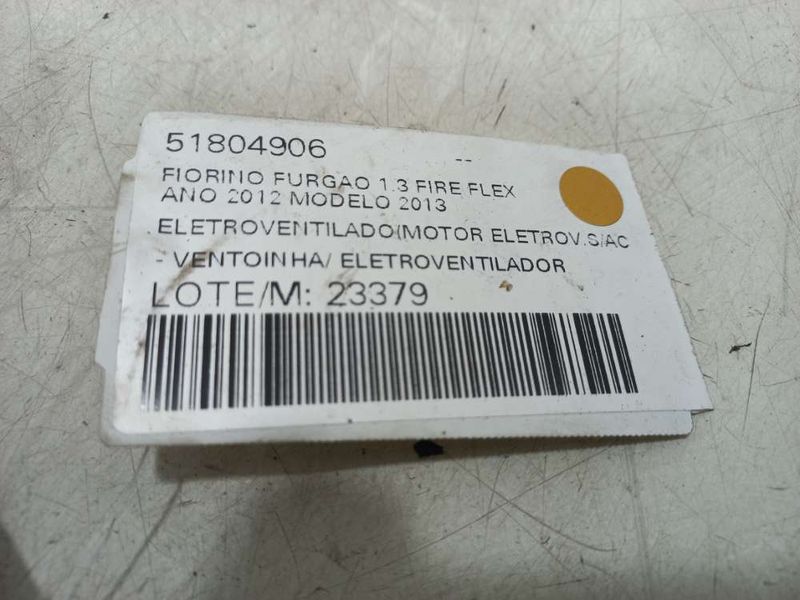 51804906 --
FIORINO FURGAO 1.3 FIRE FLEX
ANO 2012 MODELO 2013
ELETROVENTILADO(MOTOR ELETROV.S/AC
- VENTOINHA/ ELETROVENTILADOR
LOTE/M: 23379